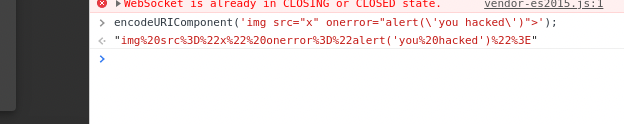 WebSocket is already in CLOSING or CLOSED state. vendor-es2015.js:1
encodeURIComponent('img src="x" onerror="alert(\'you hacked\')">');
"img%20src%3D%22x%22%20onerror%3D%22alert('you%20hacked')%22%3E"